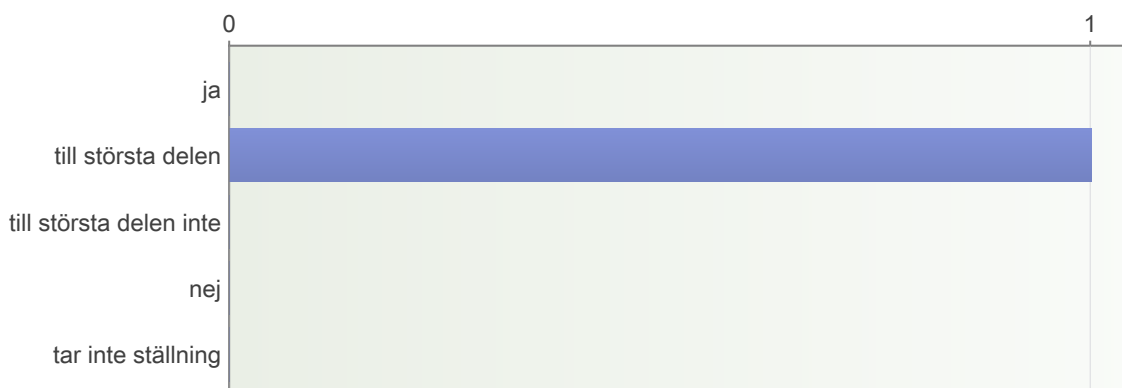 0 1
ja
till största delen
till största delen inte
nej
tar inte ställning